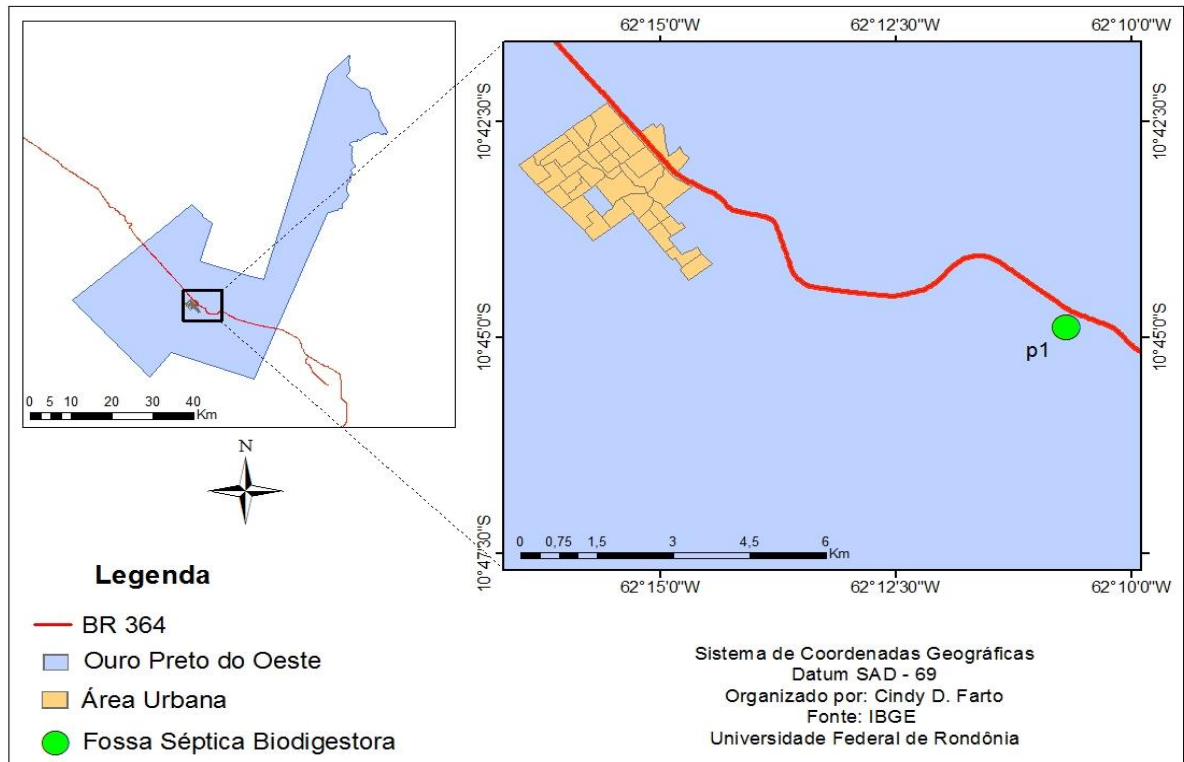 62°15'0"W
62°12'30"W
62°10'0"W
10°42'30"S
10°42'30"S
10°45'0"S
10°45'0"S
p1
0 5 10 20 30 40
Km
N
10°47'30"S
10°47'30"S
0 0,75 1,5 3 4,5 6
Km
62°15'0"W
62°12'30"W
62°10'0"W
Legenda
BR 364
Ouro Preto do Oeste
Área Urbana
Fossa Séptica Biodigestora
Sistema de Coordenadas Geográficas
Datum SAD - 69
Organizado por: Cindy D. Farto
Fonte: IBGE
Universidade Federal de Rondônia